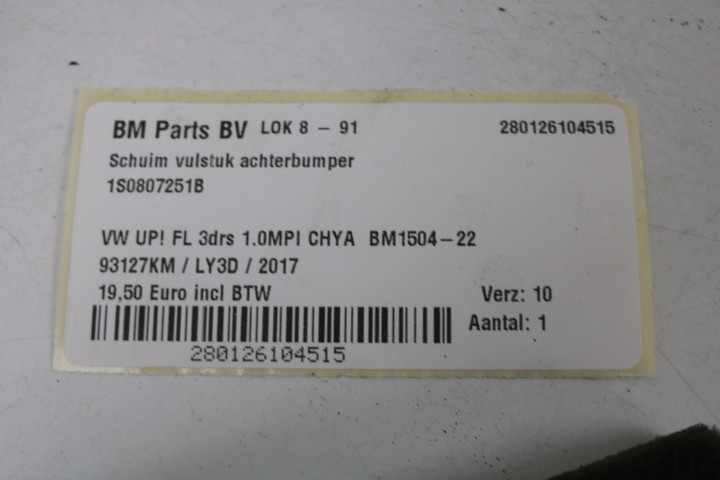 BM Parts BV LOK 8 - 91 280126104515
Schuim vulstuk achterbumper
1S0807251B
VW UP! FL 3drs 1.0MPI CHYA BM1504-22
93127KM / LY3D / 2017
19,50 Euro incl BTW Verz: 10
Aantal: 1
280126104515